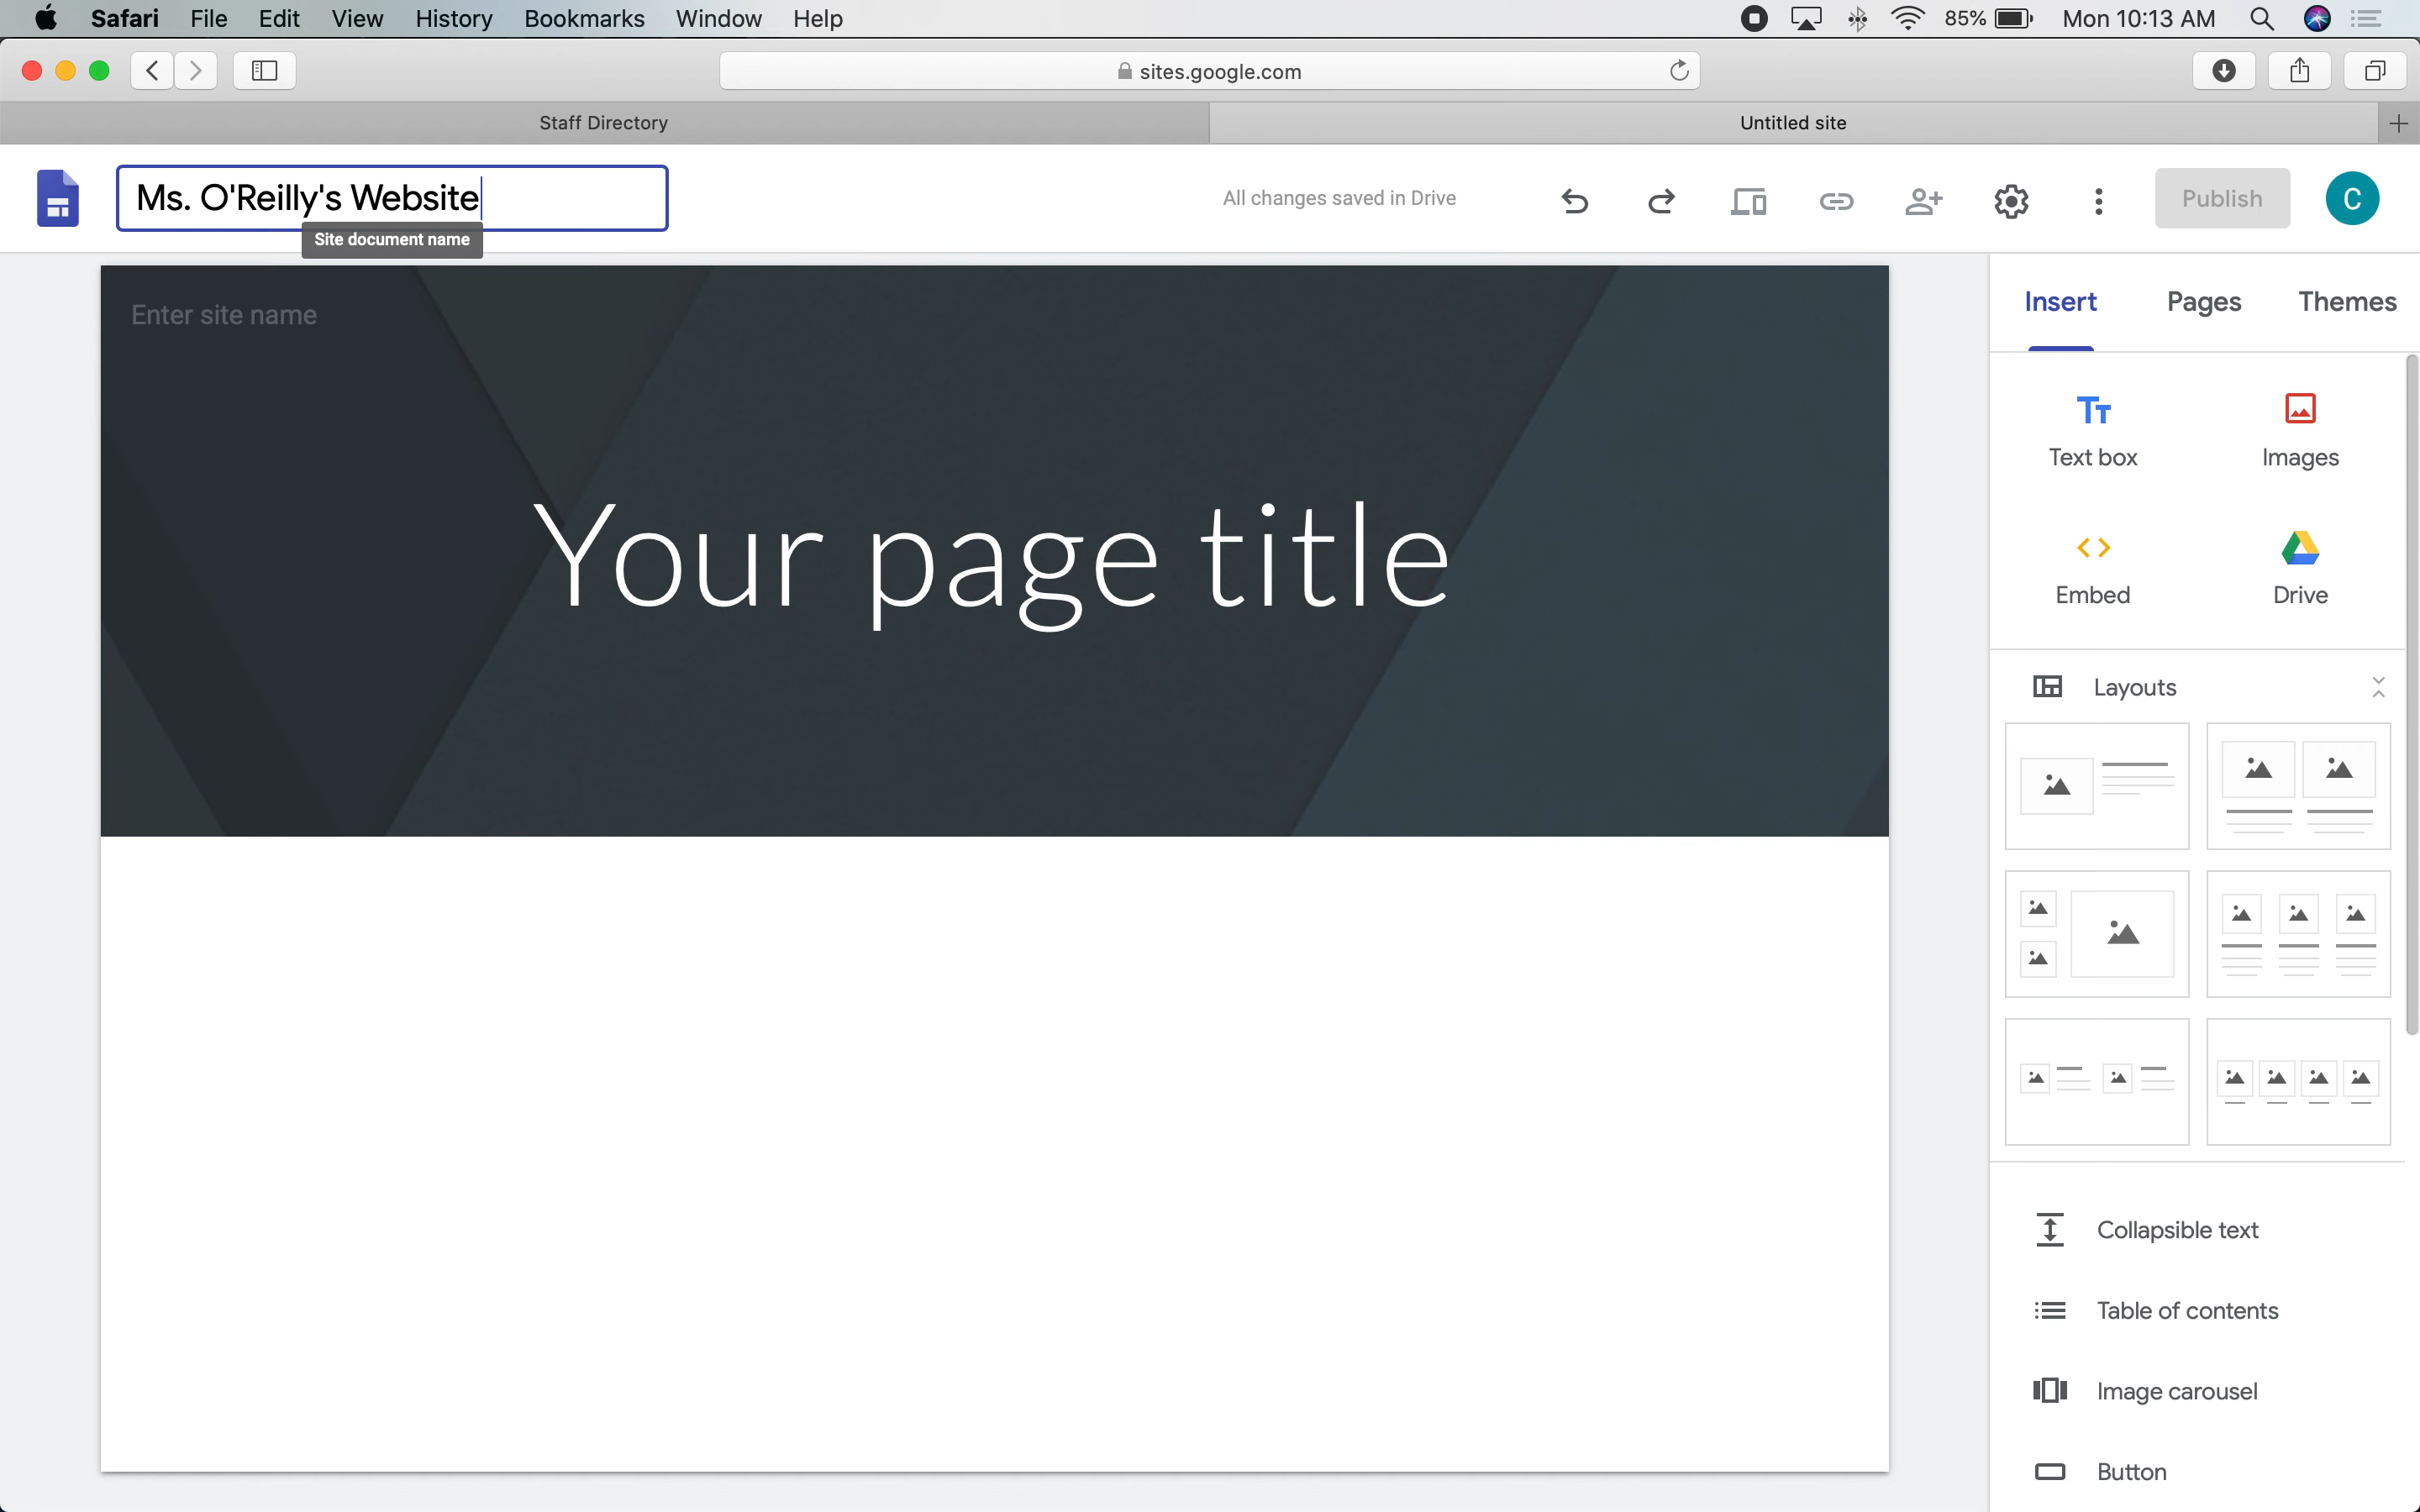 Safari File Edit View History Bookmarks Window Help 85% Mon 10:13 AM
sites.google.com
Staff Directory Untitled site
Ms. O'Reilly's Website All changes saved in Drive Publish C
Site document name
Enter site name
Your page title
Insert Pages Themes
Text box Images
Embed Drive
Layouts
Collapsible text
Table of contents
Image carousel
Button